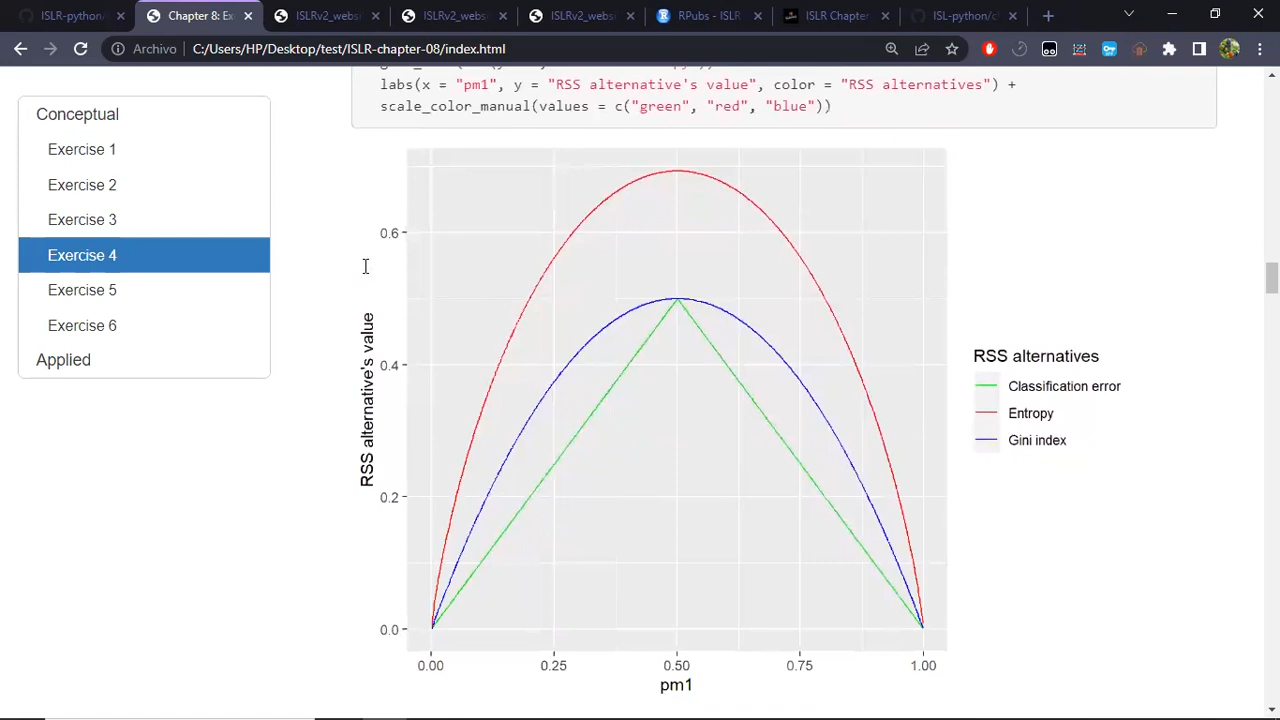 ISLR-python/
Chapter 8: Ex
ISLRv2_webs
ISLRv2_webs
ISLRv2_webs
RPubs - ISLR
ISLR Chapter
ISL-python/c
Archivo
C:/Users/HP/Desktop/test/ISLR-chapter-08/index.html
labs(x = "pm1", y = "RSS alternative's value", color = "RSS alternatives") +
scale_color_manual(values = c("green", "red", "blue"))
Conceptual
Exercise 1
Exercise 2
Exercise 3
Exercise 4
Exercise 5
Exercise 6
Applied
RSS alternative's value
0.6
0.4
0.2
0.0
0.00
0.25
0.50
0.75
1.00
pm1
RSS alternatives
Classification error
Entropy
Gini index